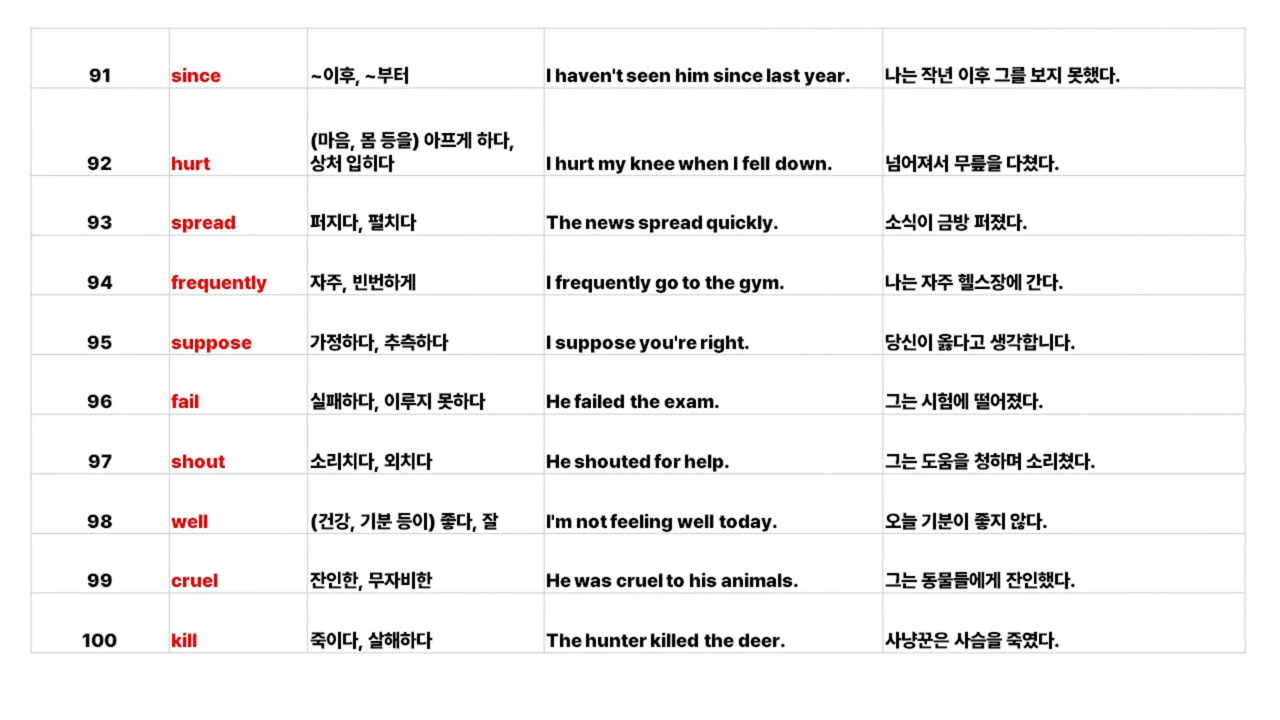 91 since ~이후, ~부터 I haven't seen him since last year. 나는 작년 이후 그를 보지 못했다.
(마음, 몸 등을) 아프게 하다,
92 hurt 상처 입히다 I hurt my knee when I fell down. 넘어져서 무릎을 다쳤다.
93 spread 퍼지다, 펼치다 The news spread quickly. 소식이 금방 퍼졌다.
94 frequently 자주, 빈번하게 I frequently go to the gym. 나는 자주 헬스장에 간다.
95 suppose 가정하다, 추측하다 I suppose you're right. 당신이 옳다고 생각합니다.
96 fail 실패하다, 이루지 못하다 He failed the exam. 그는 시험에 떨어졌다.
97 shout 소리치다, 외치다 He shouted for help. 그는 도움을 청하며 소리쳤다.
98 well (건강, 기분 등이) 좋다, 잘 I'm not feeling well today. 오늘 기분이 좋지 않다.
99 cruel 잔인한, 무자비한 He was cruel to his animals. 그는 동물들에게 잔인했다.
100 kill 죽이다, 살해하다 The hunter killed the deer. 사냥꾼은 사슴을 죽였다.